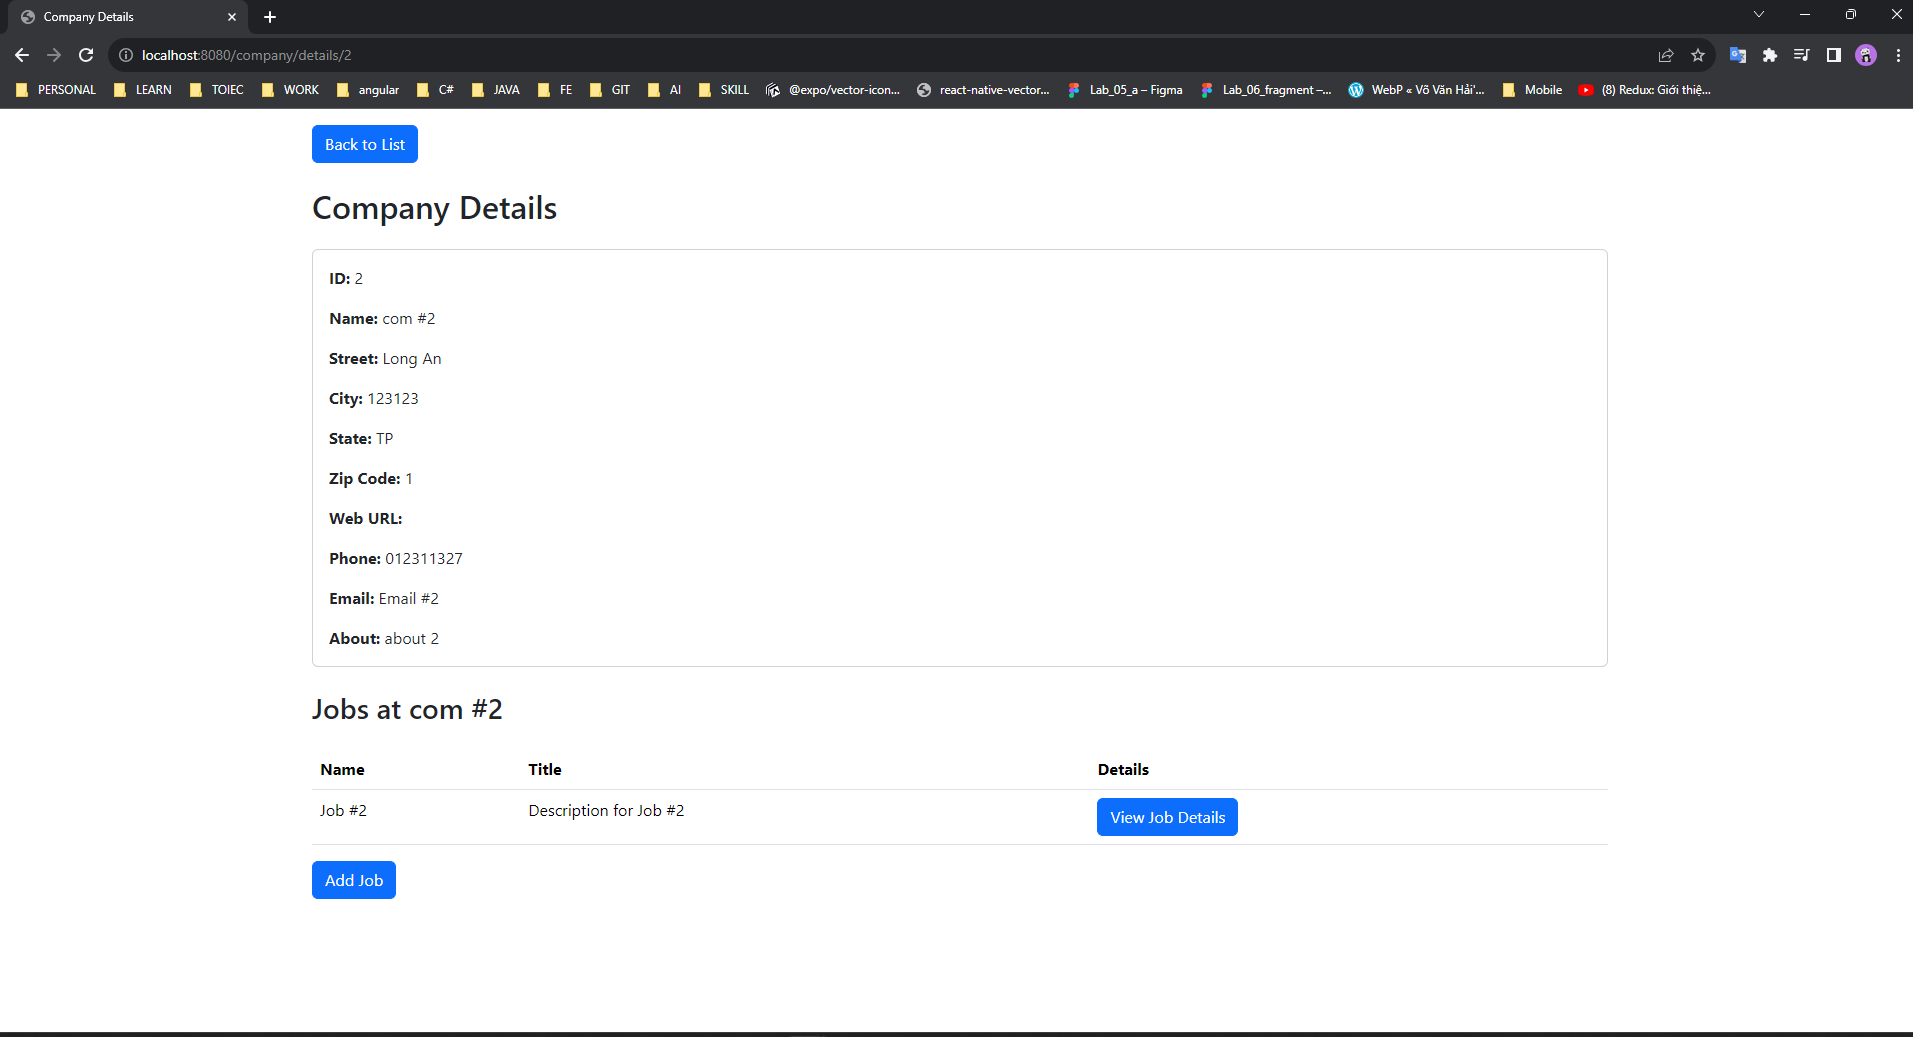 Company Details
localhost:8080/company/details/2
PERSONAL LEARN TOIEC WORK angular C# JAVA FE GIT AI SKILL @expo/vector-icon... react-native-vector... Lab_05_a – Figma Lab_06_fragment –... WebP « Võ Văn Hải'... Mobile (8) Redux: Giới thiệ...
Back to List
Company Details
ID: 2
Name: com #2
Street: Long An
City: 123123
State: TP
Zip Code: 1
Web URL:
Phone: 012311327
Email: Email #2
About: about 2
Jobs at com #2
Name Title Details
Job #2 Description for Job #2 View Job Details
Add Job